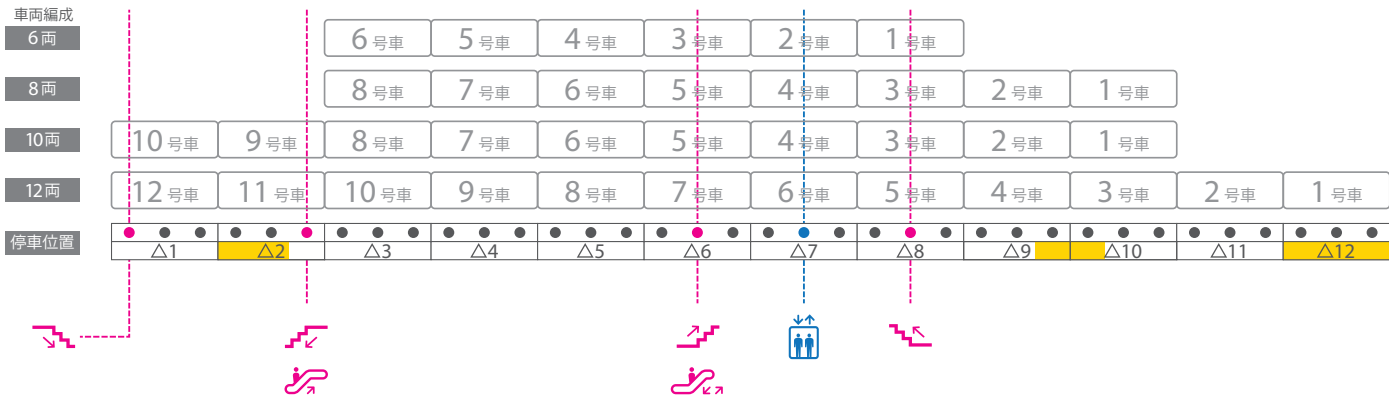 車両編成
6両 6号車 5号車 4号車 3号車 2号車 1号車
8両 8号車 7号車 6号車 5号車 4号車 3号車 2号車 1号車
10両 10号車 9号車 8号車 7号車 6号車 5号車 4号車 3号車 2号車 1号車
12両 12号車 11号車 10号車 9号車 8号車 7号車 6号車 5号車 4号車 3号車 2号車 1号車
停車位置 △1 △2 △3 △4 △5 △6 △7 △8 △9 △10 △11 △12